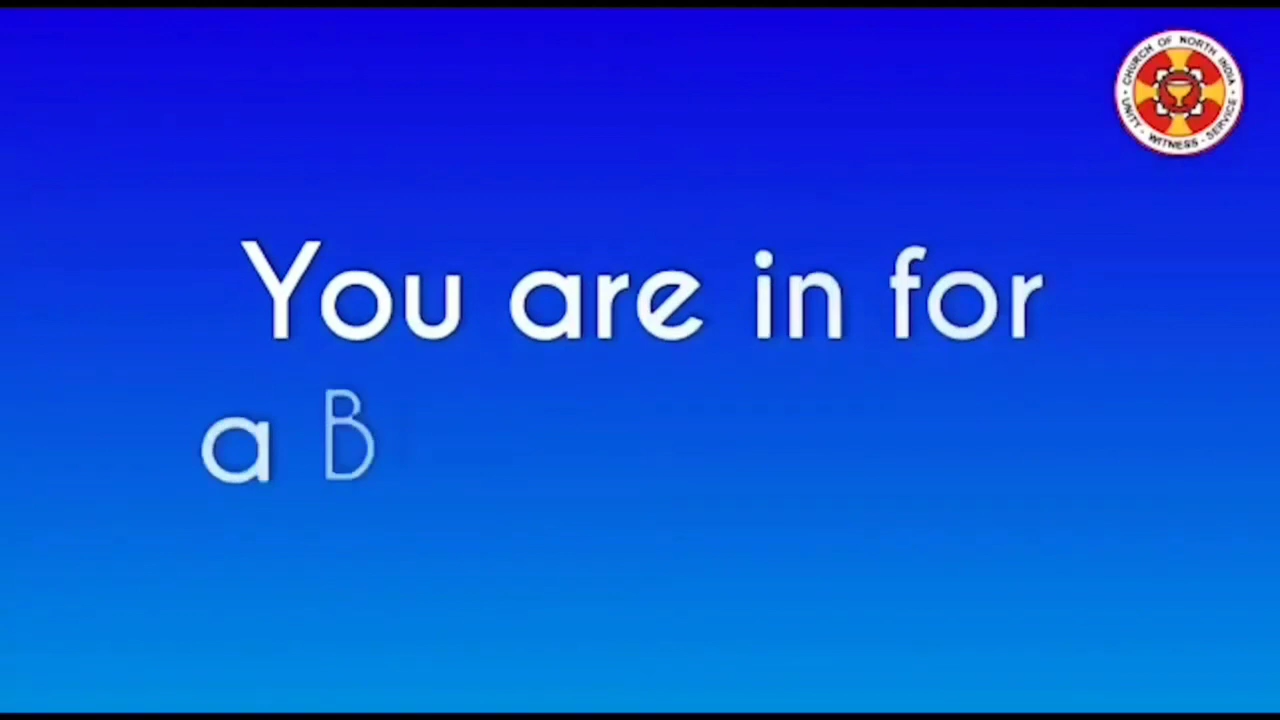 CHURCH OF NORTH INDIA
UNITY - WITNESS - SERVICE
You are in for
a B